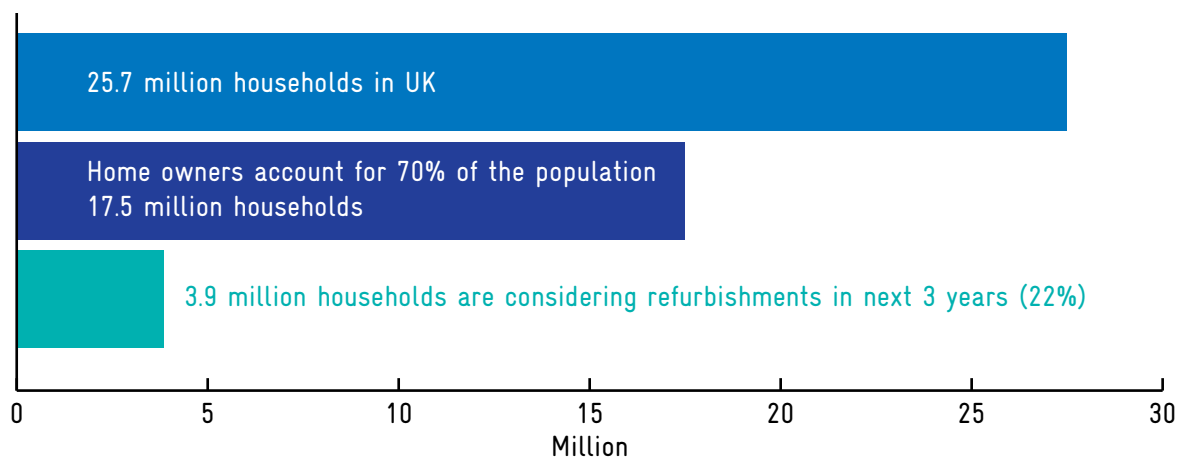 25.7 million households in UK
Home owners account for 70% of the population
17.5 million households
3.9 million households are considering refurbishments in next 3 years (22%)
0 5 10 15 20 25 30
Million